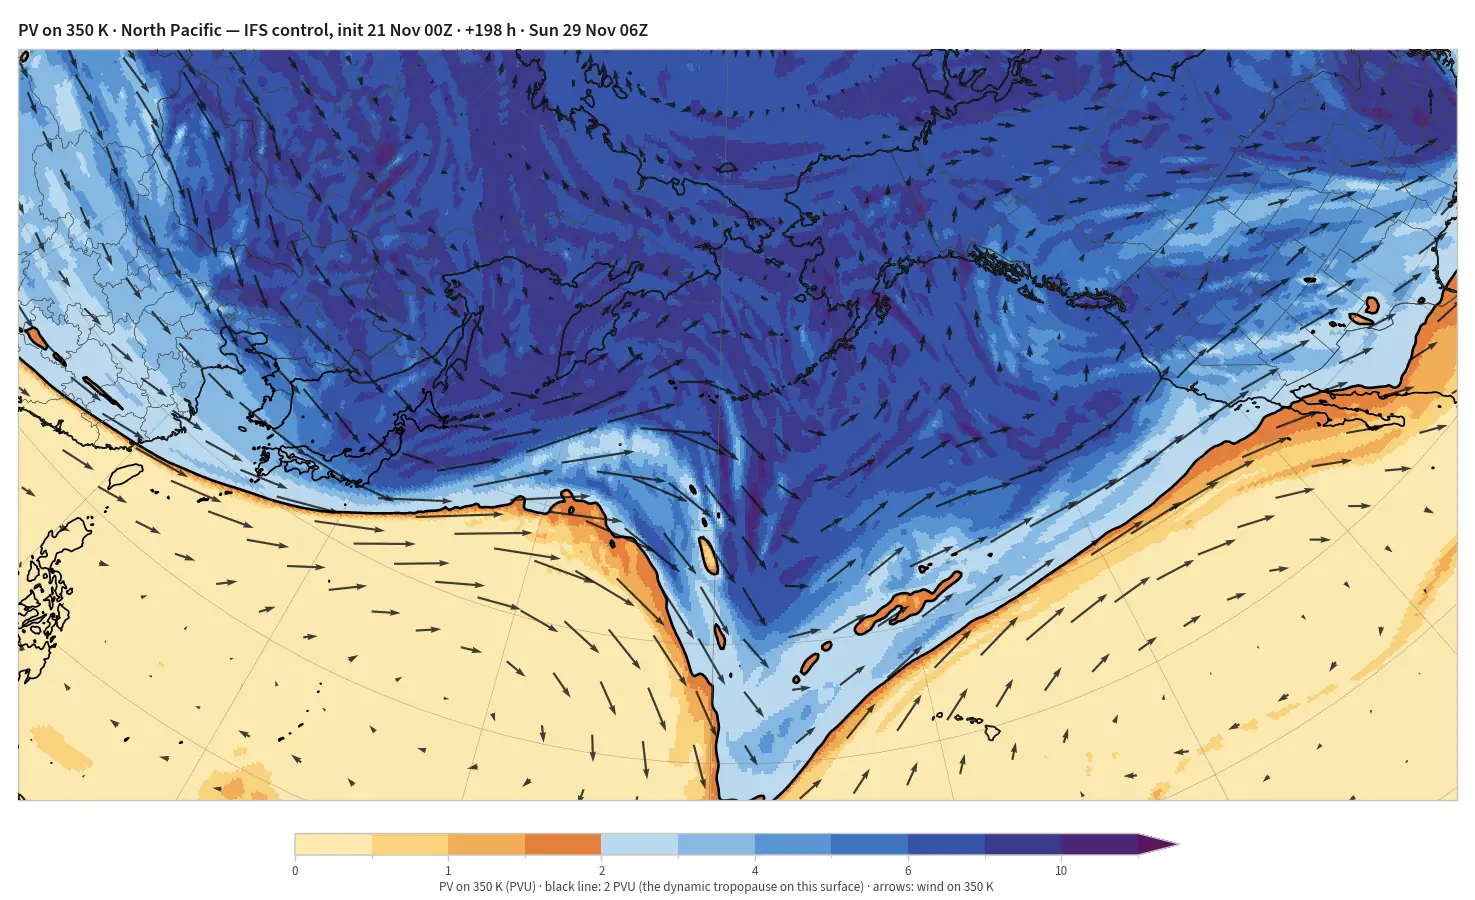 PV on 350 K · North Pacific — IFS control, init 21 Nov 00Z · +198 h · Sun 29 Nov 06Z
0 1 2 4 6 10
PV on 350 K (PVU) · black line: 2 PVU (the dynamic tropopause on this surface) · arrows: wind on 350 K